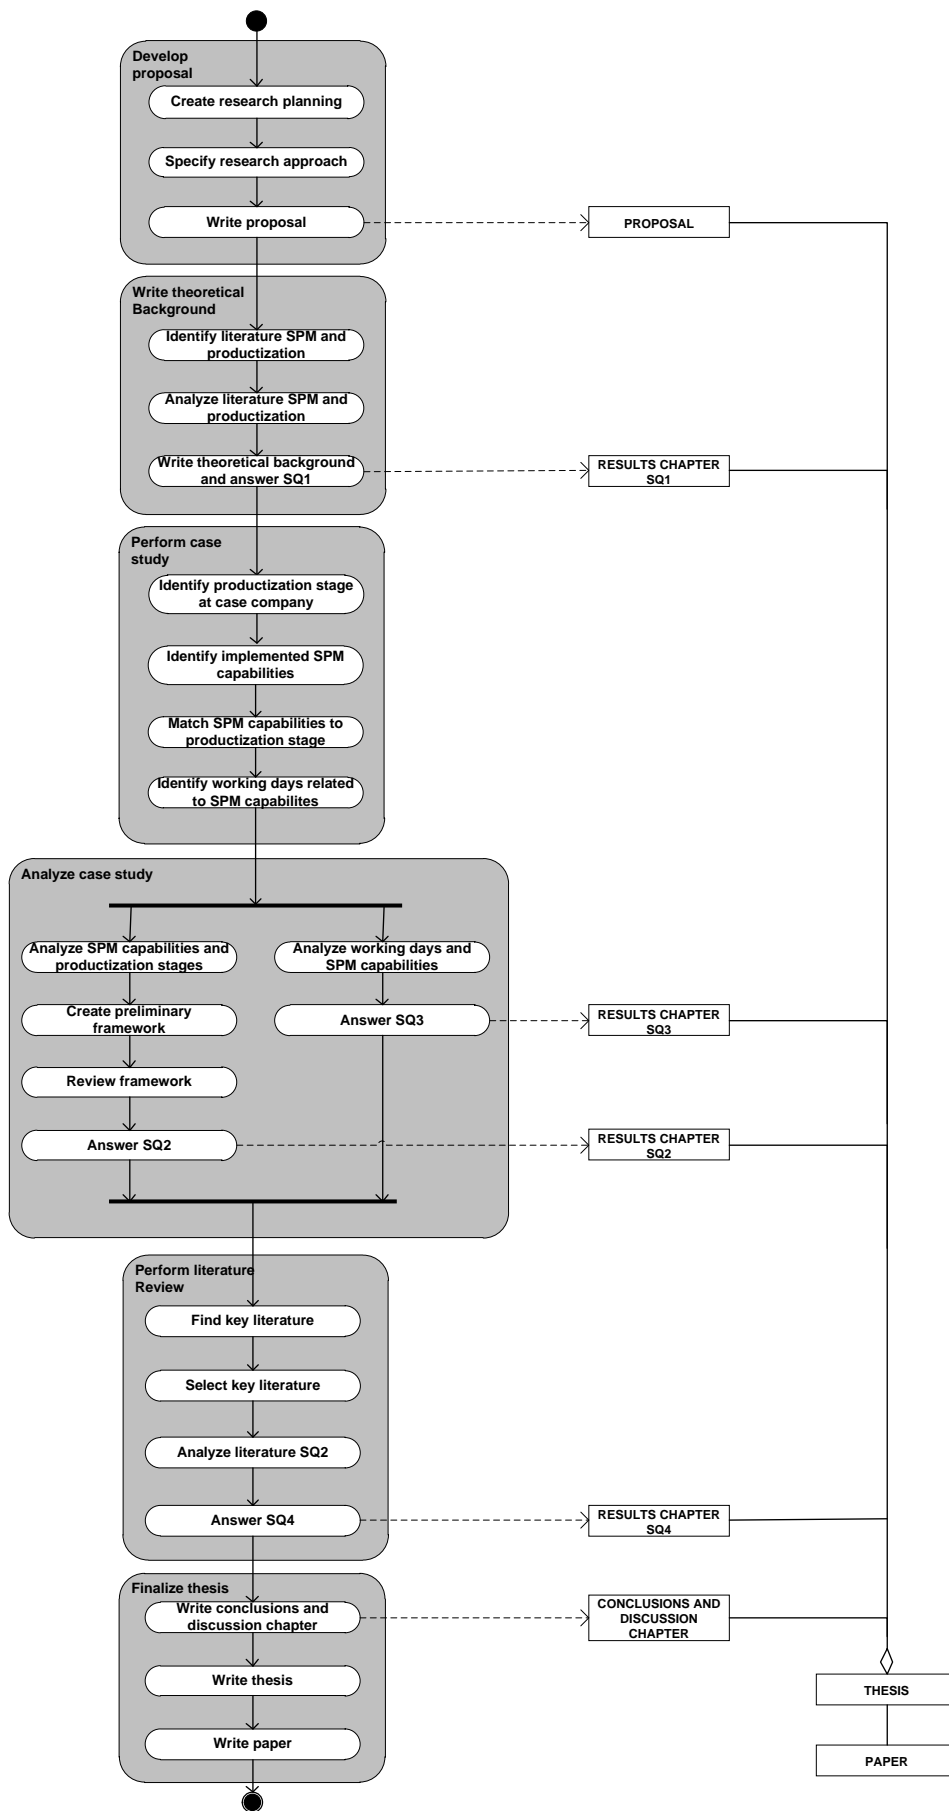 Develop
proposal
Create research planning
Specify research approach
Write proposal
PROPOSAL
Write theoretical
Background
Identify literature SPM and
productization
Analyze literature SPM and
productization
Write theoretical background
and answer SQ1
RESULTS CHAPTER
SQ1
Perform case
study
Identify productization stage
at case company
Identify implemented SPM
capabilities
Match SPM capabilities to
productization stage
Identify working days related
to SPM capabilites
Analyze case study
Analyze SPM capabilities and
productization stages
Analyze working days and
SPM capabilities
Create preliminary
framework
Answer SQ3
RESULTS CHAPTER
SQ3
Review framework
Answer SQ2
RESULTS CHAPTER
SQ2
Perform literature
Review
Find key literature
Select key literature
Analyze literature SQ2
Answer SQ4
RESULTS CHAPTER
SQ4
Finalize thesis
Write conclusions and
discussion chapter
CONCLUSIONS AND
DISCUSSION
CHAPTER
Write thesis
THESIS
Write paper
PAPER